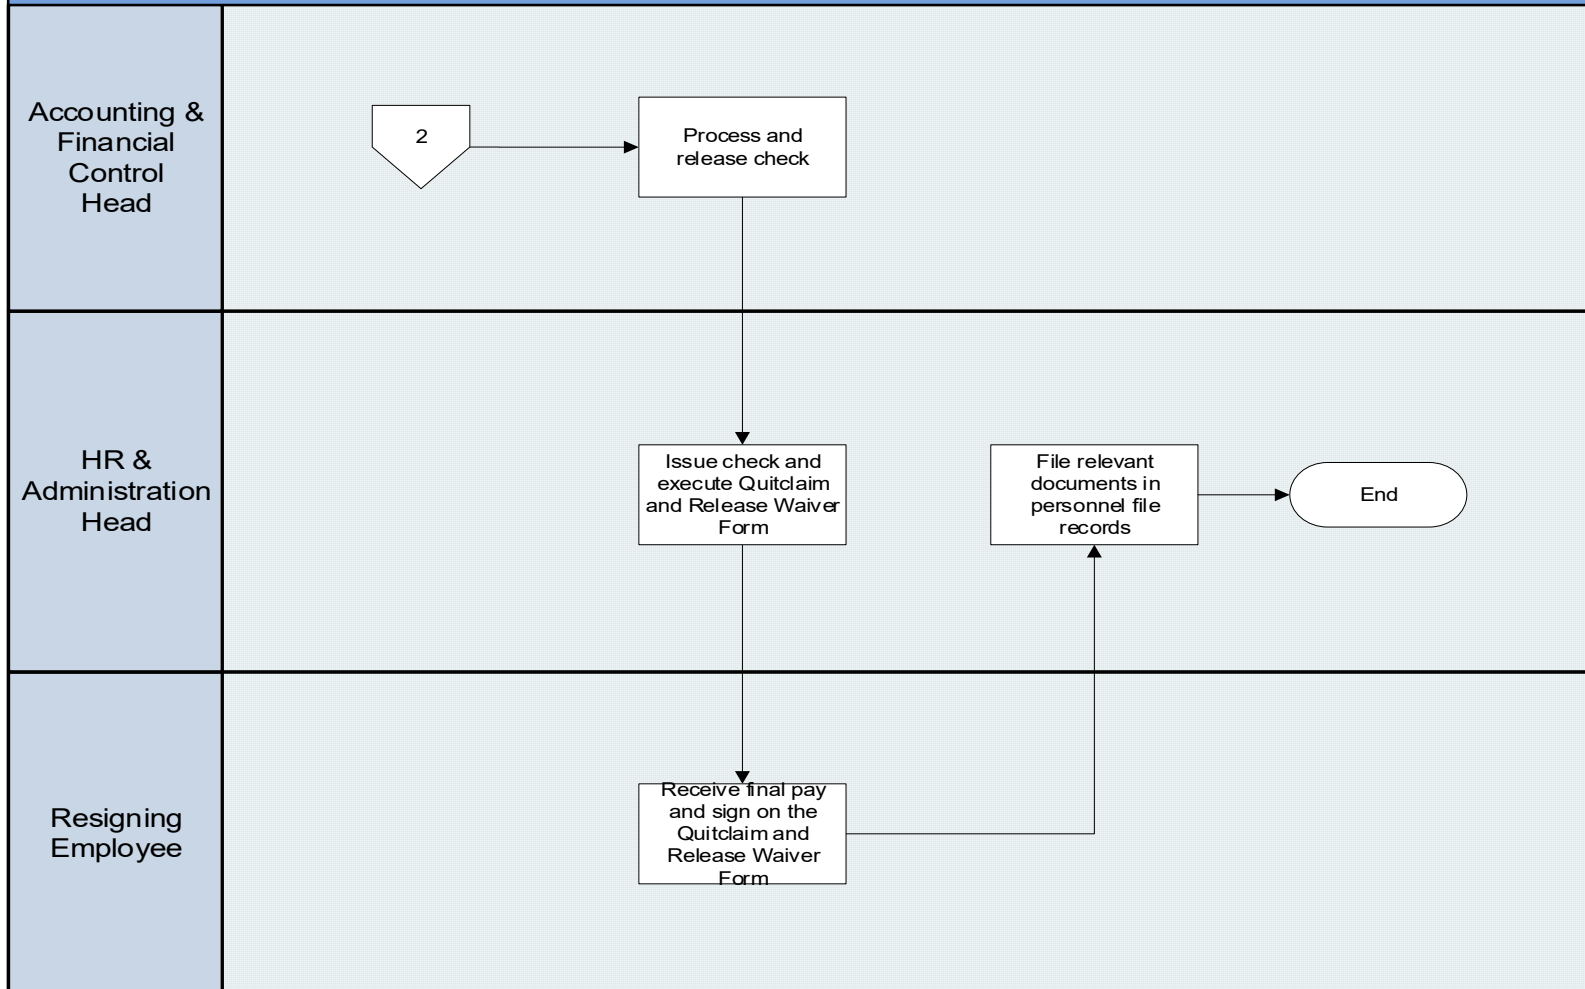 Accounting &
Financial
Control
Head
2
Process and
release check
HR &
Administration
Head
Issue check and
execute Quitclaim
and Release Waiver
Form
File relevant
documents in
personnel file
records
End
Resigning
Employee
Receive final pay
and sign on the
Quitclaim and
Release Waiver
Form